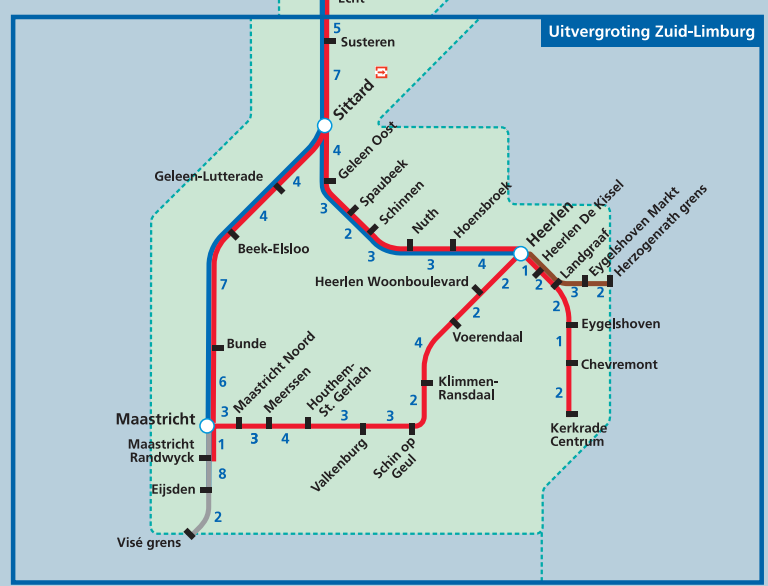 Echt
Uitvergroting Zuid-Limburg
5
Susteren
7
Sittard
4
Geleen Oost
Geleen-Lutterade
4
4
3
Spaubeek
2
Schinnen
3
Nuth
3
Hoensbroek
4
Heerlen
1
Heerlen De Kissel
2
Landgraaf
3
Eygelshoven Markt
2
Herzogenrath grens
Beek-Elsloo
7
Heerlen Woonboulevard
2
2
Voerendaal
4
2
Eygelshoven
1
Chevremont
2
Kerkrade
Centrum
Bunde
6
3
Maastricht
Maastricht Noord
3
Meerssen
4
Houthem-
St. Gerlach
3
Valkenburg
3
Schin op
Geul
2
Klimmen-
Ransdaal
1
Maastricht
Randwyck
8
Eijsden
2
Visé grens